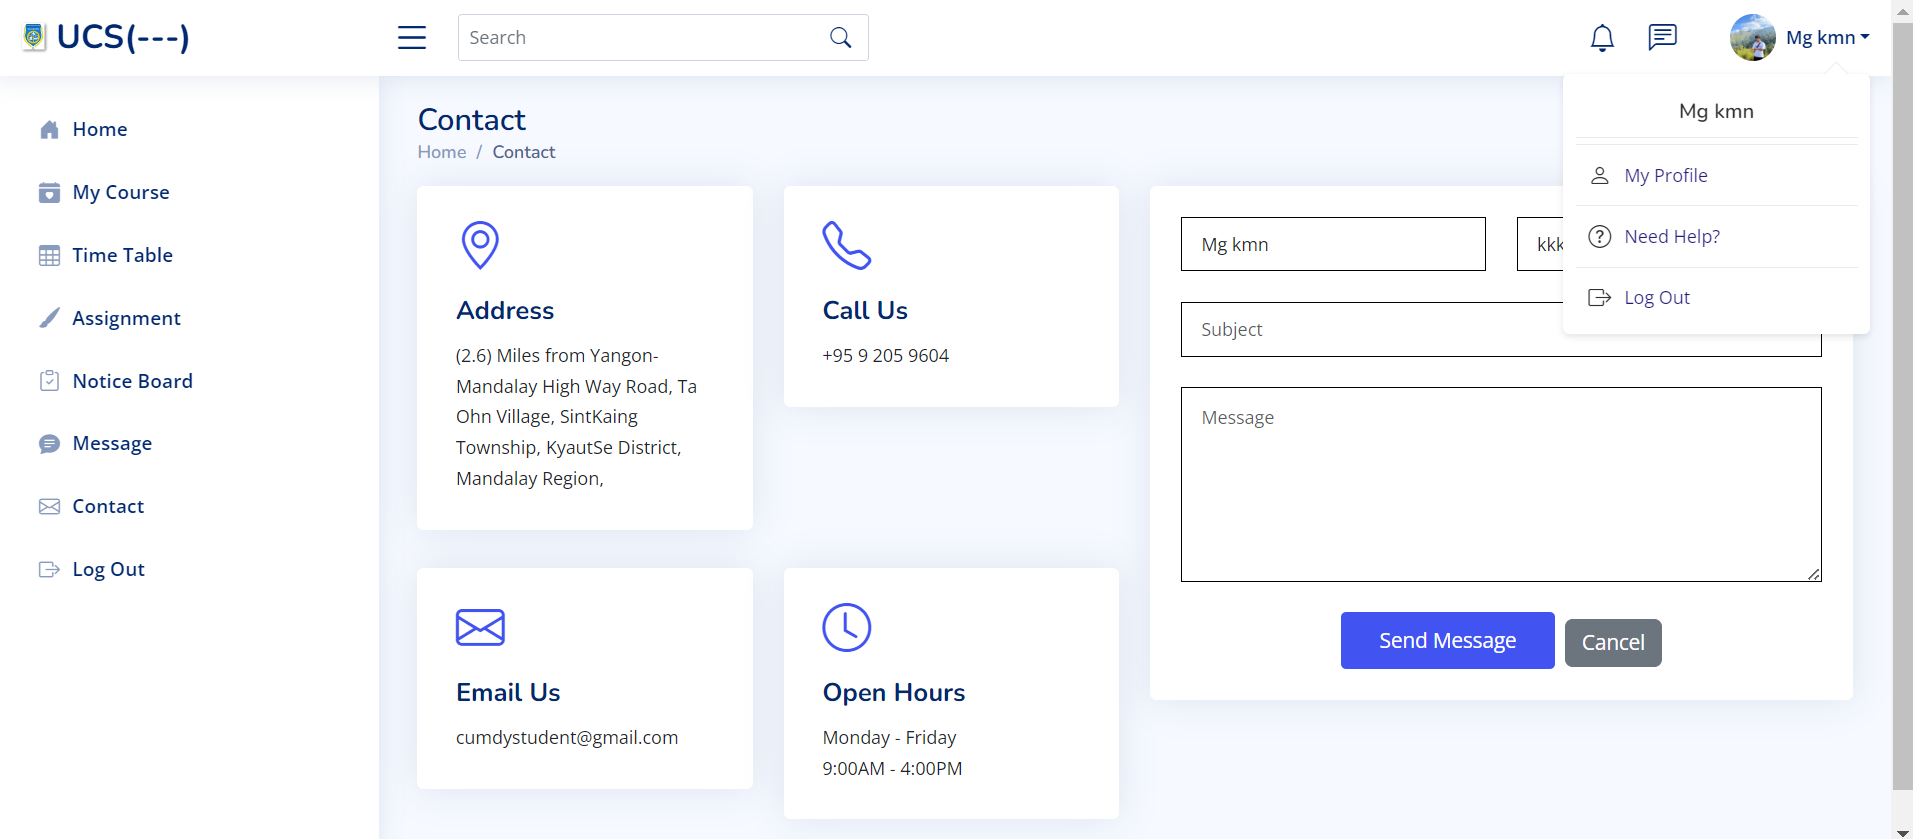 UCS(---)
Search
Mg kmn
Home
My Course
Time Table
Assignment
Notice Board
Message
Contact
Log Out
Contact
Home / Contact
Address
(2.6) Miles from Yangon-
Mandalay High Way Road, Ta
Ohn Village, SintKaing
Township, KyautSe District,
Mandalay Region,
Call Us
+95 9 205 9604
Email Us
cumdystudent@gmail.com
Open Hours
Monday - Friday
9:00AM - 4:00PM
Mg kmn
kkk
Subject
Message
Send Message
Cancel
Mg kmn
My Profile
Need Help?
Log Out